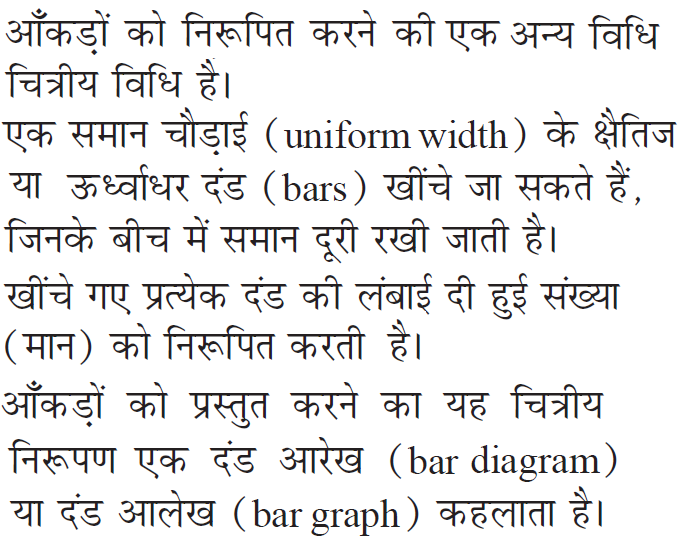 आँकड़ों को निरूपित करने की एक अन्य विधि
चित्रीय विधि है।
एक समान चौड़ाई (uniform width) के क्षैतिज
या ऊर्ध्वाधर दंड (bars) खींचे जा सकते हैं,
जिनके बीच में समान दूरी रखी जाती है।
खींचे गए प्रत्येक दंड की लंबाई दी हुई संख्या
(मान) को निरूपित करती है।
आँकड़ों को प्रस्तुत करने का यह चित्रीय
निरूपण एक दंड आरेख (bar diagram)
या दंड आलेख (bar graph) कहलाता है।